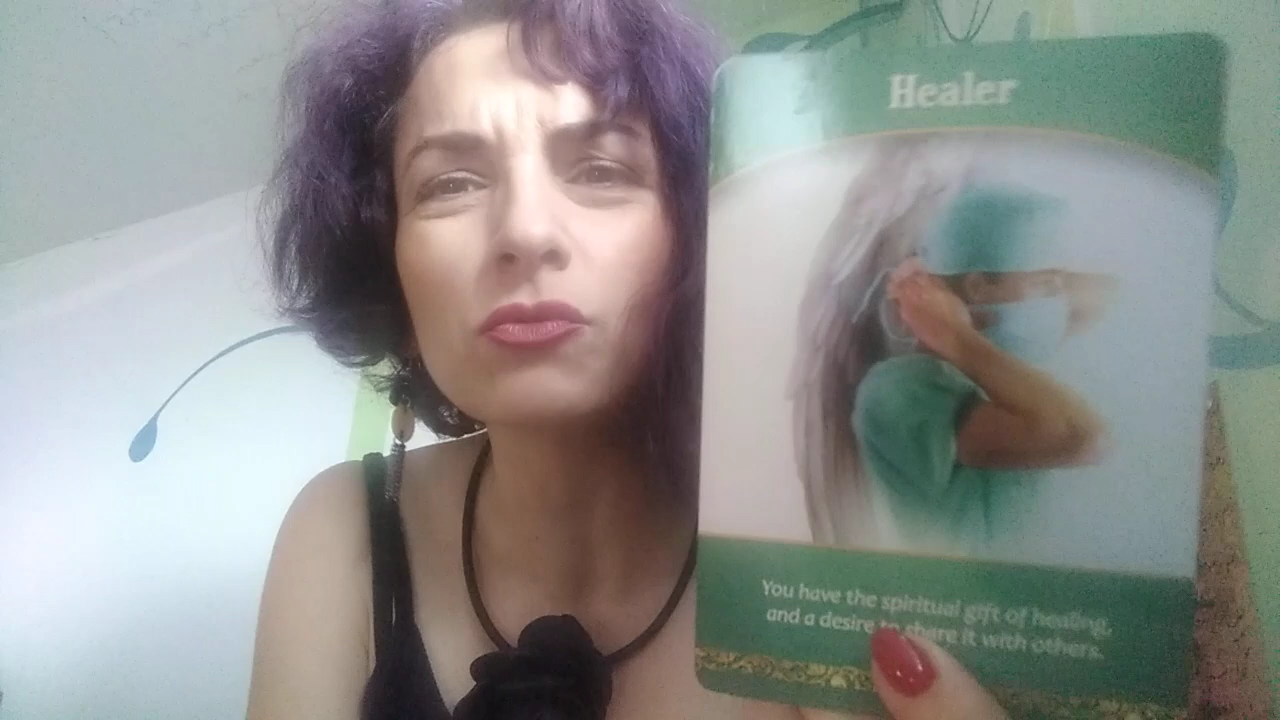 Healer
You have the spiritual gift of healing,
and a desire to share it with others.